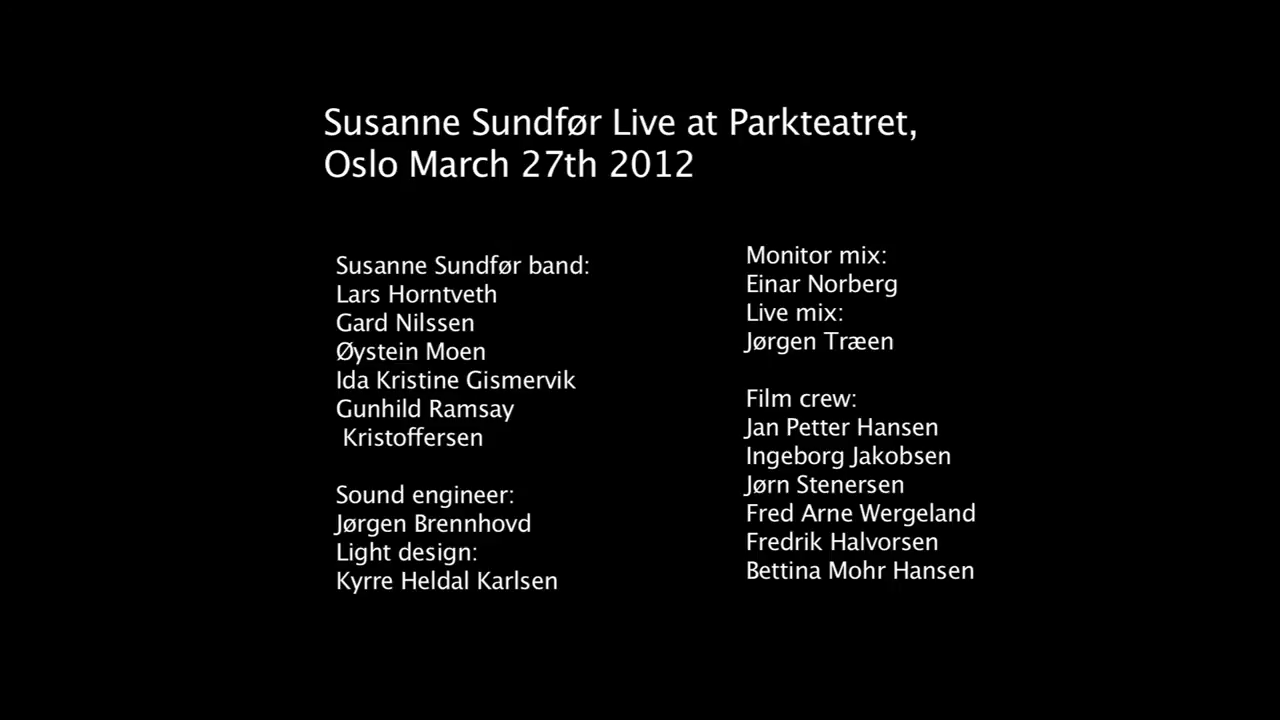 Susanne Sundfør Live at Parkteatret,
Oslo March 27th 2012
Susanne Sundfør band:
Lars Horntveth
Gard Nilssen
Øystein Moen
Ida Kristine Gismervik
Gunhild Ramsay
Kristoffersen
Sound engineer:
Jørgen Brennhovd
Light design:
Kyrre Heldal Karlsen
Monitor mix:
Einar Norberg
Live mix:
Jørgen Træen
Film crew:
Jan Petter Hansen
Ingeborg Jakobsen
Jørn Stenersen
Fred Arne Wergeland
Fredrik Halvorsen
Bettina Mohr Hansen